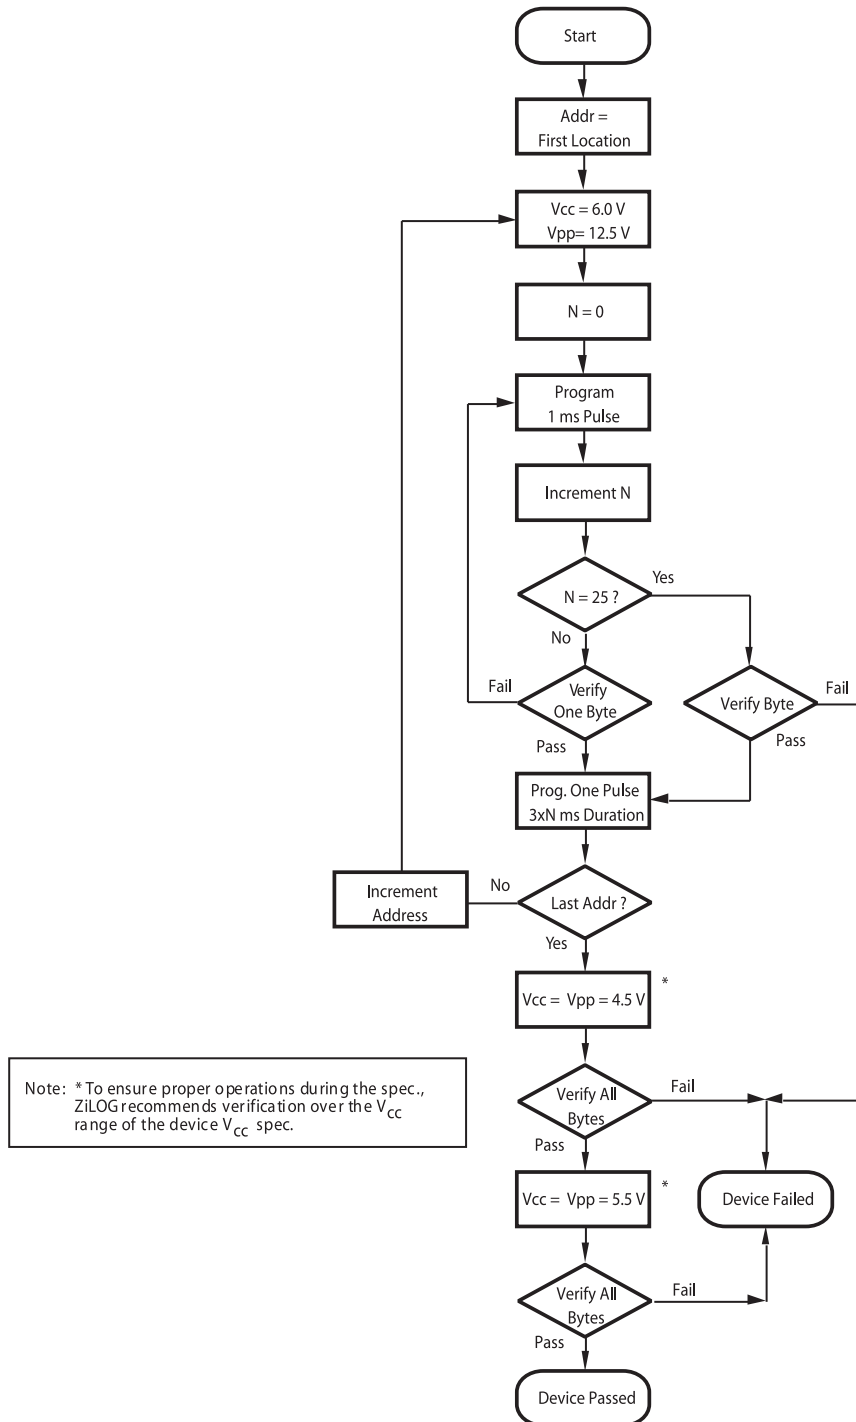 Start
Addr =
First Location
Vcc = 6.0 V
Vpp= 12.5 V
N = 0
Program
1 ms Pulse
Increment N
N = 25 ?
Yes
No
Verify
One Byte
Fail
Pass
Verify Byte
Fail
Pass
Prog. One Pulse
3xN ms Duration
Last Addr ?
No
Increment
Address
Yes
Vcc = Vpp = 4.5 V
*
Verify All
Bytes
Fail
Pass
Note: * To ensure proper operations during the spec.,
ZiLOG recommends verification over the VCC
range of the device VCC spec.
Vcc = Vpp = 5.5 V
*
Device Failed
Verify All
Bytes
Fail
Pass
Device Passed